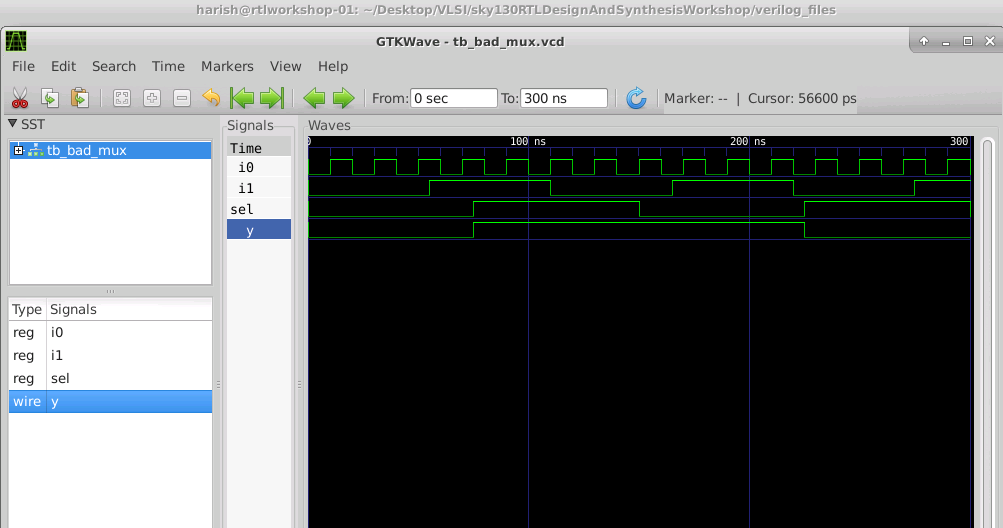 harish@rtlworkshop-01: ~/Desktop/VLSI/sky130RTLDesignAndSynthesisWorkshop/verilog_files
GTKWave - tb_bad_mux.vcd
File Edit Search Time Markers View Help
From: 0 sec To: 300 ns Marker: -- | Cursor: 56600 ps
SST
tb_bad_mux
Type Signals
reg i0
reg i1
reg sel
wire y
Signals
Time
i0
i1
sel
y
Waves
0 100 ns 200 ns 300